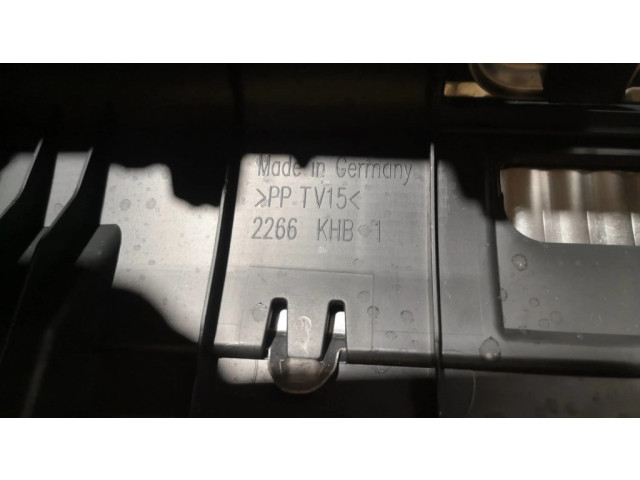 Made in Germany
>PP TV15<
2266 KHB 1